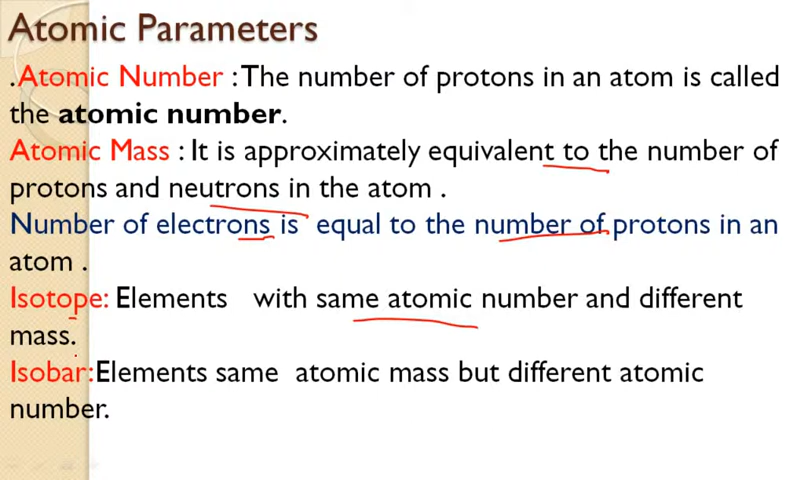 Atomic Parameters
.Atomic Number : The number of protons in an atom is called
the atomic number.
Atomic Mass : It is approximately equivalent to the number of
protons and neutrons in the atom .
Number of electrons is equal to the number of protons in an
atom .
Isotope: Elements with same atomic number and different
mass.
Isobar:Elements same atomic mass but different atomic
number.